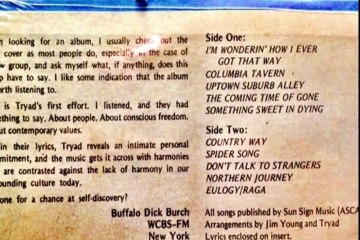 n looking for an album, I usually check out the
cover as most people do, especially in the case of
w group, and ask myself what, if anything, does this
p have to say. I like some indication that the album
orth listening to.
is Tryad's first effort. I listened, and they had
ething to say. About people. About conscious freedom.
ut contemporary values.
in their lyrics, Tryad reveals an intimate personal
mitment, and the music gets it across with harmonies
are contrasted against the lack of harmony in our
ounding culture today.
one for a chance at self-discovery?
Buffalo Dick Burch
WCBS-FM
New York
Side One:
I'M WONDERIN' HOW I EVER
GOT THAT WAY
COLUMBIA TAVERN
UPTOWN SUBURB ALLEY
THE COMING TIME OF GONE
SOMETHING SWEET IN DYING
Side Two:
COUNTRY WAY
SPIDER SONG
DON'T TALK TO STRANGERS
NORTHERN JOURNEY
EULOGY/RAGA
All songs published by Sun Sign Music (ASCA
Arrangements by Jim Young and Tryad
Lyrics enclosed on insert.